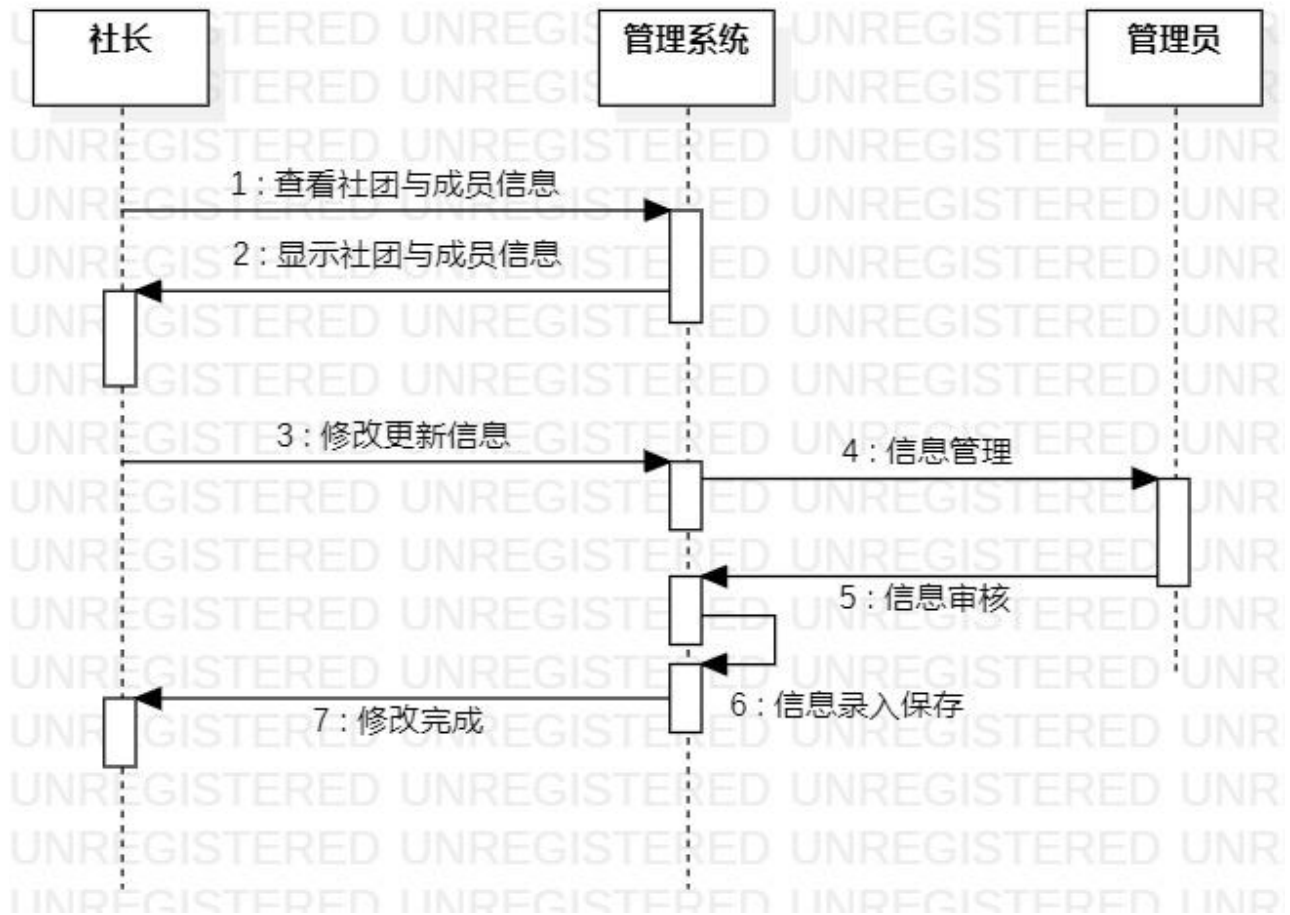 社长
管理系统
管理员
1 : 查看社团与成员信息
2 : 显示社团与成员信息
3 : 修改更新信息
4 : 信息管理
5 : 信息审核
6 : 信息录入保存
7 : 修改完成
UNREGISTERED UNREGISTERED UNREGISTERED UNR